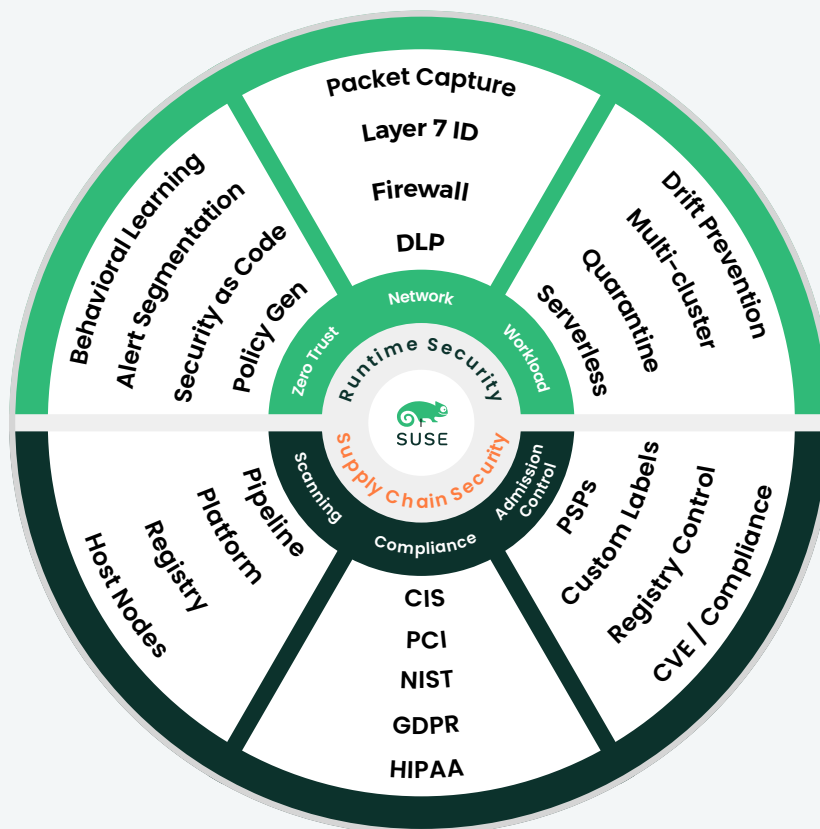 Packet Capture
Layer 7 ID
Firewall
DLP
Network
Behavioral Learning
Alert Segmentation
Security as Code
Policy Gen
Zero Trust
Drift Prevention
Multi-cluster
Quarantine
Serverless
Workload
Runtime Security
SUSE
Supply Chain Security
Scanning
Pipeline
Platform
Registry
Host Nodes
Compliance
CIS
PCI
NIST
GDPR
HIPAA
Admission
Control
PSPs
Custom Labels
Registry Control
CVE / Compliance